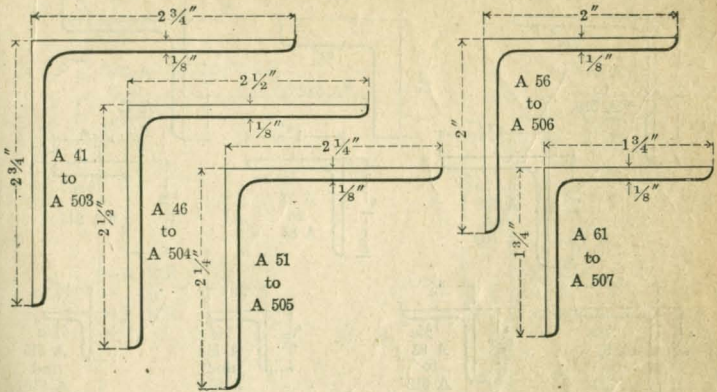 2 3/4"
1/8"
2 3/4"
A 41
to
A 503
2 1/2"
1/8"
2 1/2"
A 46
to
A 504
2 1/4"
1/8"
2 1/4"
A 51
to
A 505
2"
1/8"
2"
A 56
to
A 506
1 3/4"
1/8"
1 3/4"
A 61
to
A 507